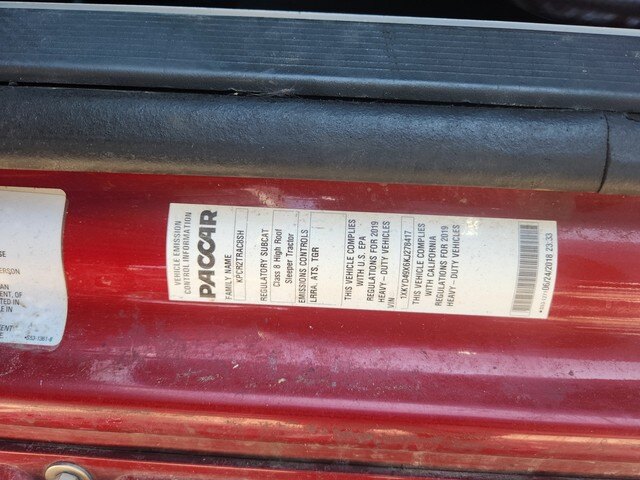 VEHICLE EMISSION
CONTROL INFORMATION
PACCAR
FAMILY NAME
KPCR2TRAC8SH
REGULATORY SUBCAT
Class 8 High Roof
Sleeper Tractor
EMISSIONS CONTROLS
LRRA, ATS, TGR
THIS VEHICLE COMPLIES
WITH U.S. EPA
REGULATIONS FOR 2019
HEAVY-DUTY VEHICLES
VIN
1XKYD49X6KJ278417
THIS VEHICLE COMPLIES
WITH CALIFORNIA
REGULATIONS FOR 2019
HEAVY-DUTY VEHICLES
06/24/2018 23:33